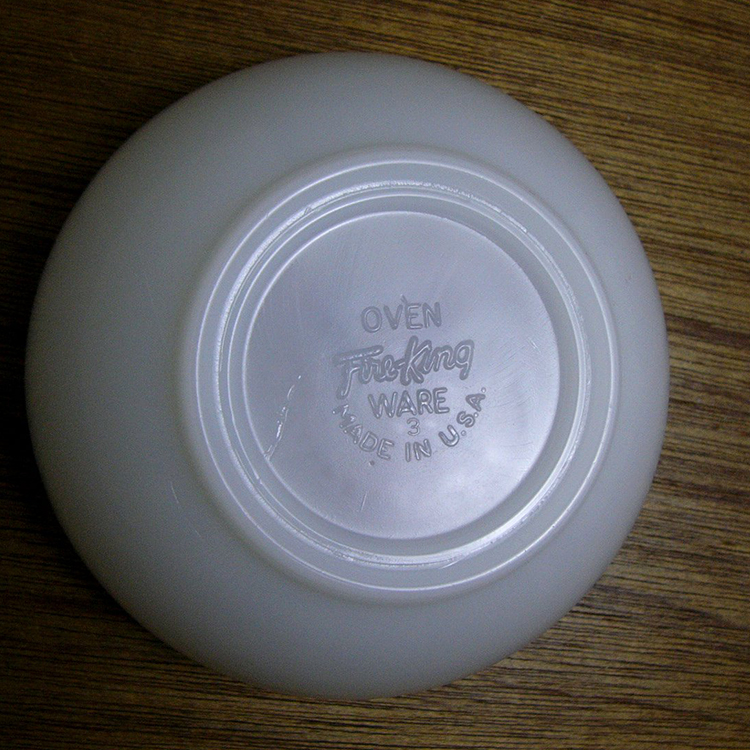 OVEN
Fire-King
WARE
3
MADE IN U.S.A.